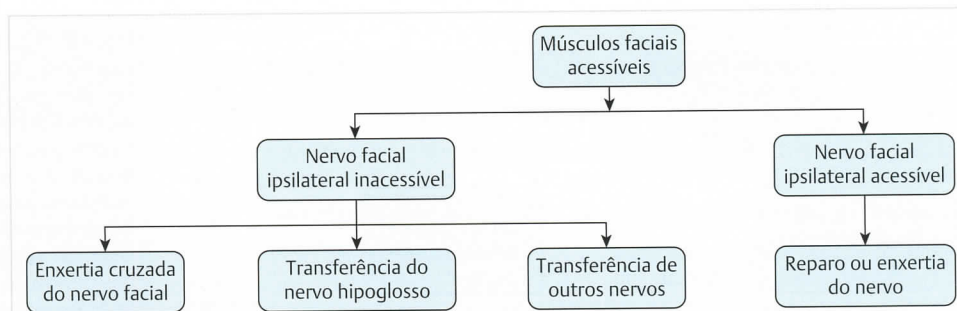 Músculos faciais
acessíveis
Nervo facial
ipsilateral inacessível
Nervo facial
ipsilateral acessível
Enxertia cruzada
do nervo facial
Transferência do
nervo hipoglosso
Transferência de
outros nervos
Reparo ou enxertia
do nervo